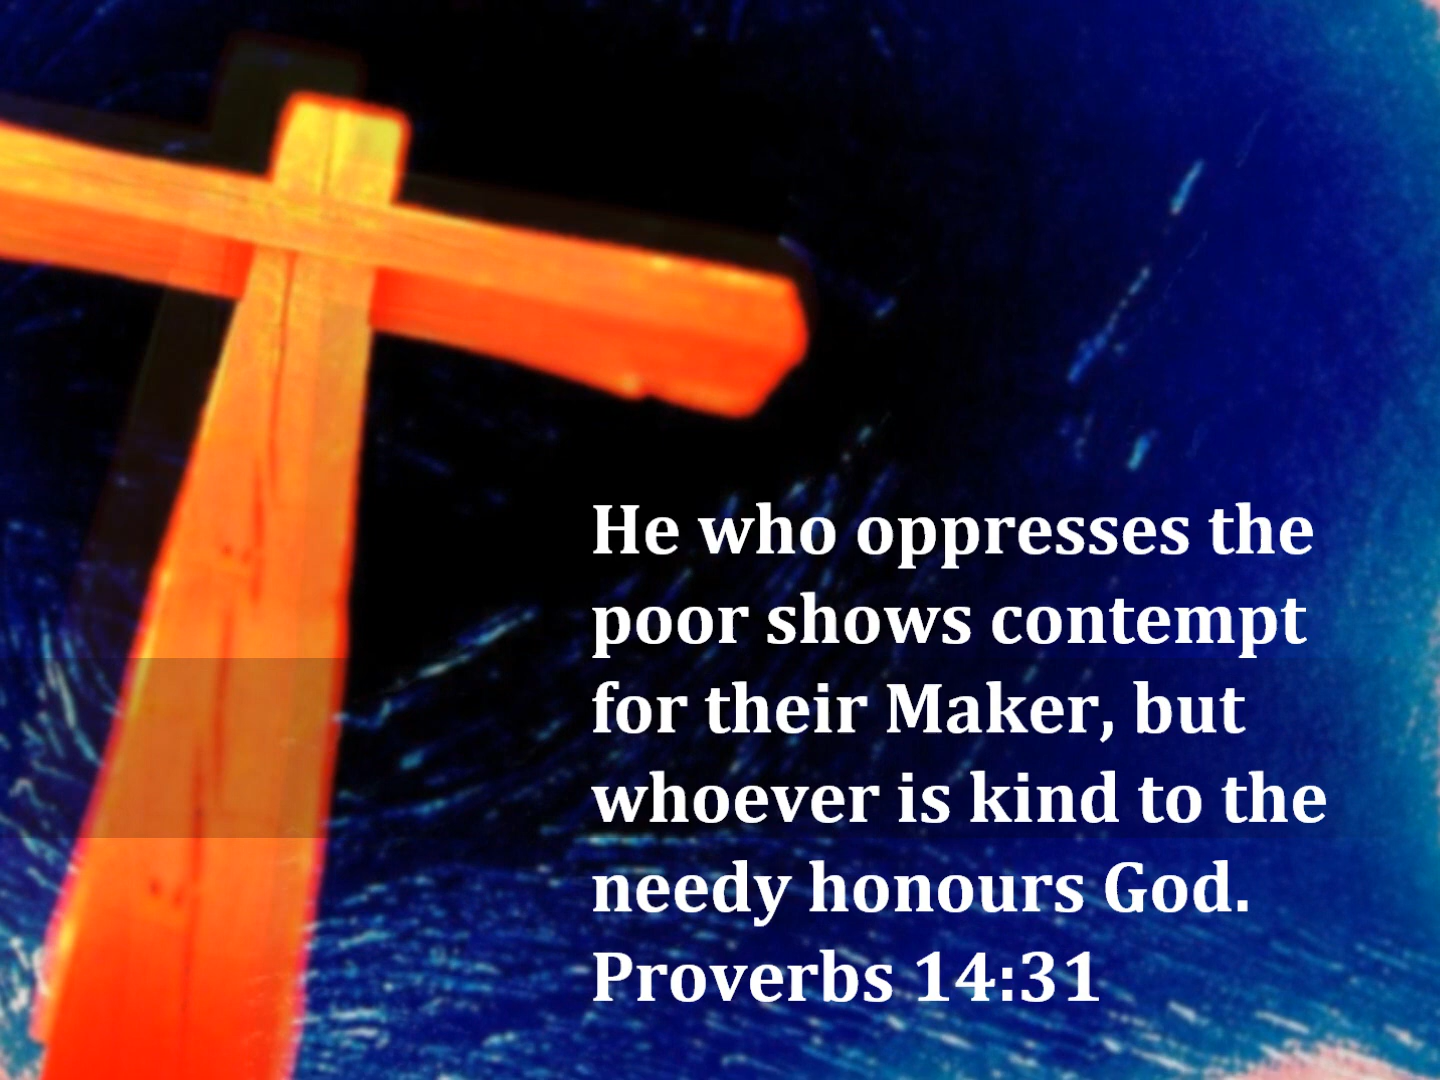 He who oppresses the
poor shows contempt
for their Maker, but
whoever is kind to the
needy honours God.
Proverbs 14:31